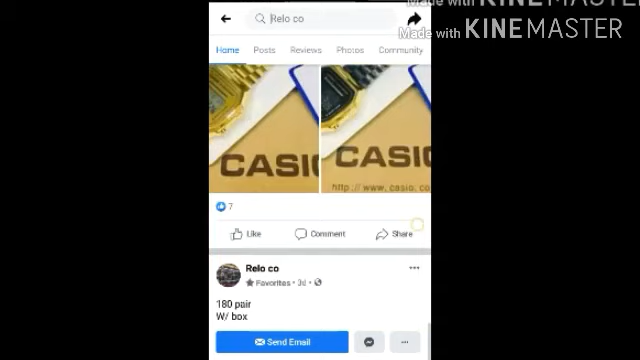 Made with KINEMASTER
Made with KINEMASTER
Relo co
Home Posts Reviews Photos Community
CASIO
CASIO
http://www.casio.co
7
Like Comment Share
Relo co
Favorites • 3d •
180 pair
W/ box
Send Email